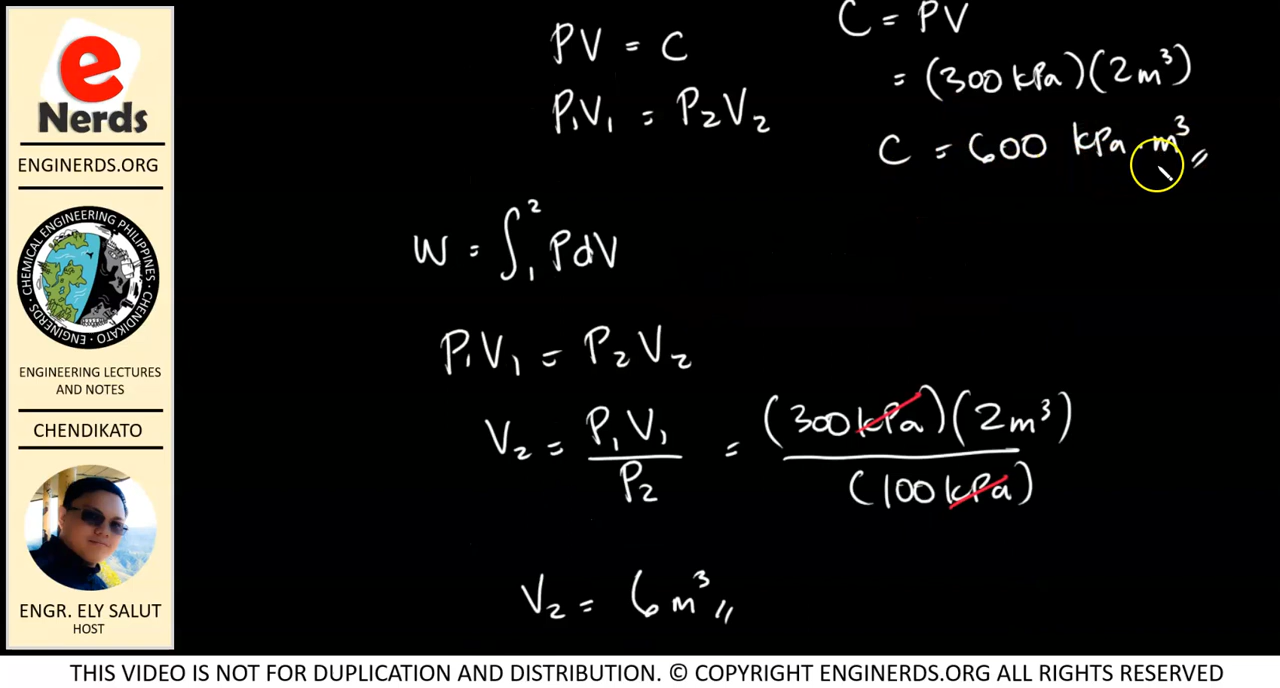 e
Nerds
ENGINERDS.ORG
CHEMICAL ENGINEERING PHILIPPINES
CHENDIKATO · ENGINERDS
ENGINEERING LECTURES
AND NOTES
CHENDIKATO
ENGR. ELY SALUT
HOST
PV = C
P₁V₁ = P₂V₂
C = PV
= (300 kPa)(2m³)
C = 600 kPa·m³
W = ∫₁² PdV
P₁V₁ = P₂V₂
V₂ = P₁V₁ / P₂ = (300 kPa)(2m³) / (100 kPa)
V₂ = 6m³
THIS VIDEO IS NOT FOR DUPLICATION AND DISTRIBUTION. © COPYRIGHT ENGINERDS.ORG ALL RIGHTS RESERVED